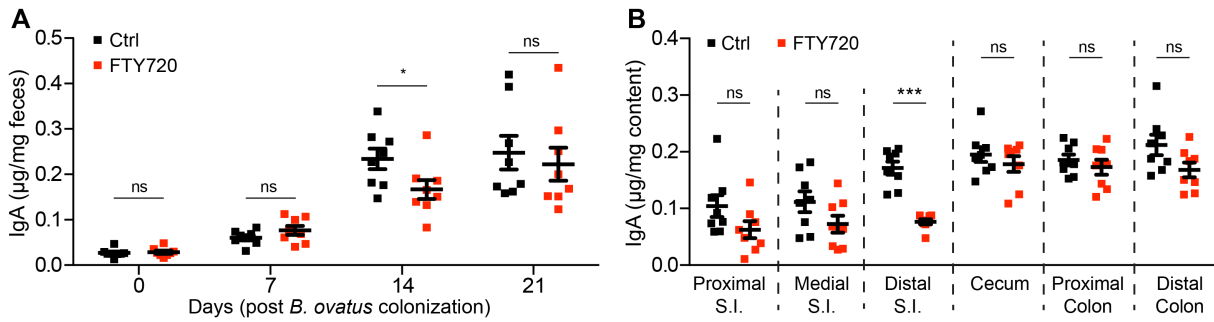 A
Ctrl
FTY720
IgA (µg/mg feces)
0.5
0.4
0.3
0.2
0.1
0.0
ns
ns
*
ns
0 7 14 21
Days (post B. ovatus colonization)
B
Ctrl FTY720
IgA (µg/mg content)
0.4
0.3
0.2
0.1
0.0
ns
ns
***
ns
ns
ns
Proximal
S.I.
Medial
S.I.
Distal
S.I.
Cecum
Proximal
Colon
Distal
Colon